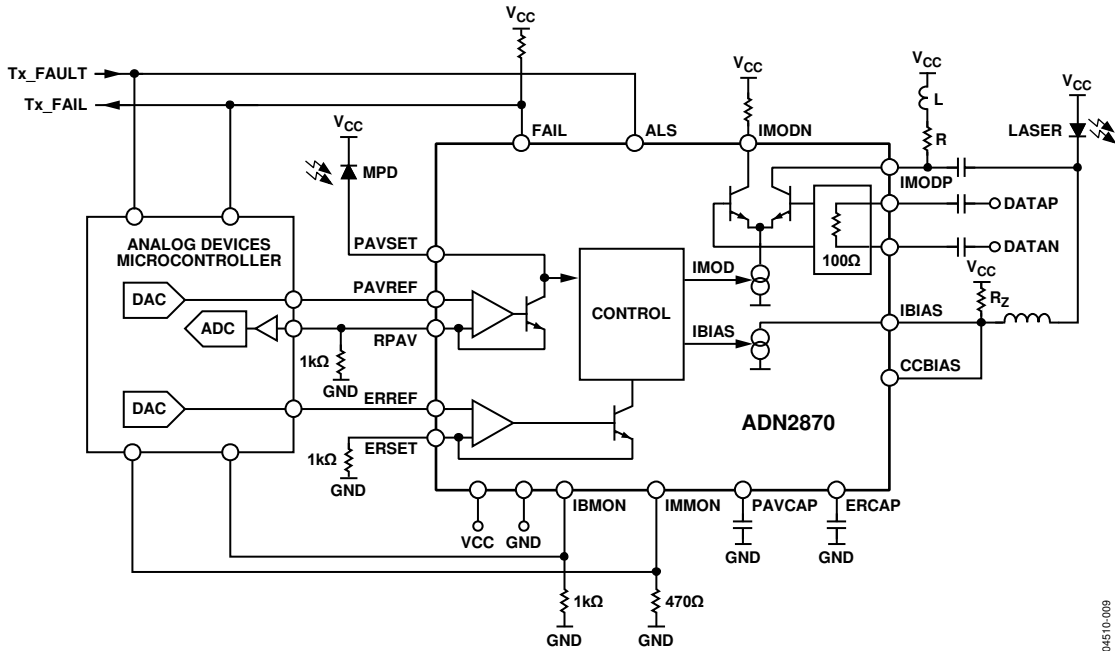 VCC
VCC
VCC
VCC
Tx_FAULT
Tx_FAIL
L
VCC
LASER
R
FAIL
ALS
IMODN
MPD
IMODP
DATAP
ANALOG DEVICES
MICROCONTROLLER
PAVSET
100Ω
DATAN
DAC
PAVREF
IMOD
VCC
RZ
ADC
CONTROL
RPAV
IBIAS
IBIAS
1kΩ
GND
CCBIAS
DAC
ERREF
ADN2870
ERSET
1kΩ
GND
IBMON
IMMON
PAVCAP
ERCAP
VCC
GND
GND
GND
1kΩ
470Ω
GND
GND
04510-009